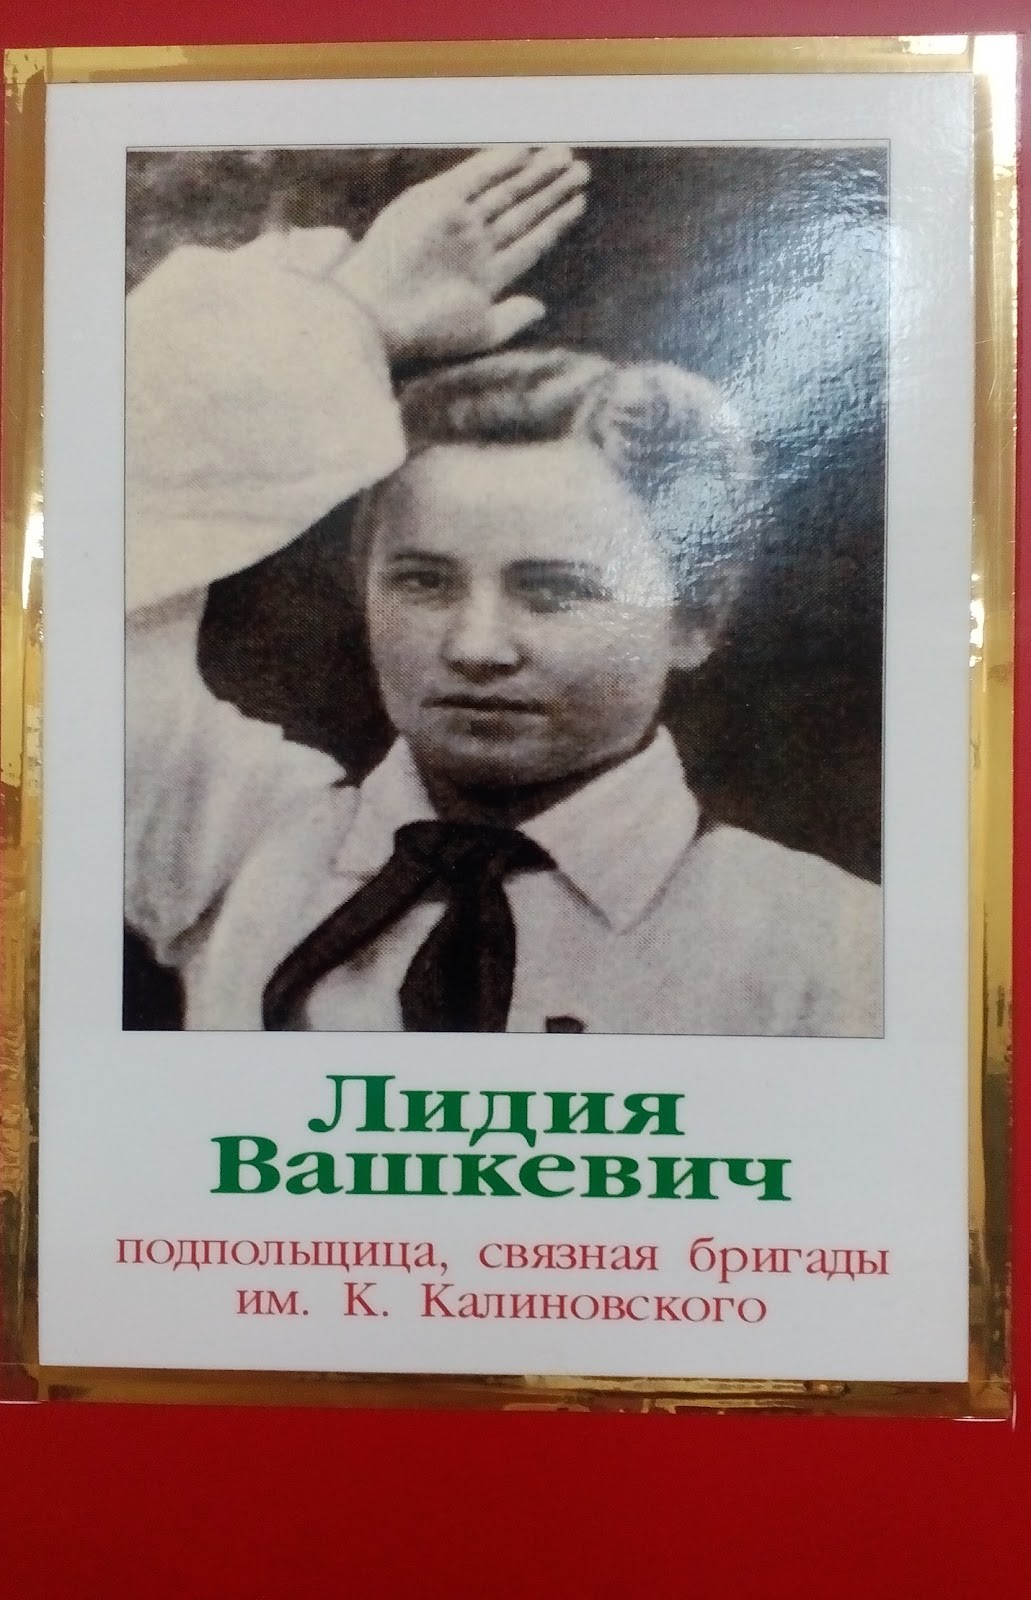 Лидия
Вашкевич
подпольщица, связная бригады
им. К. Калиновского